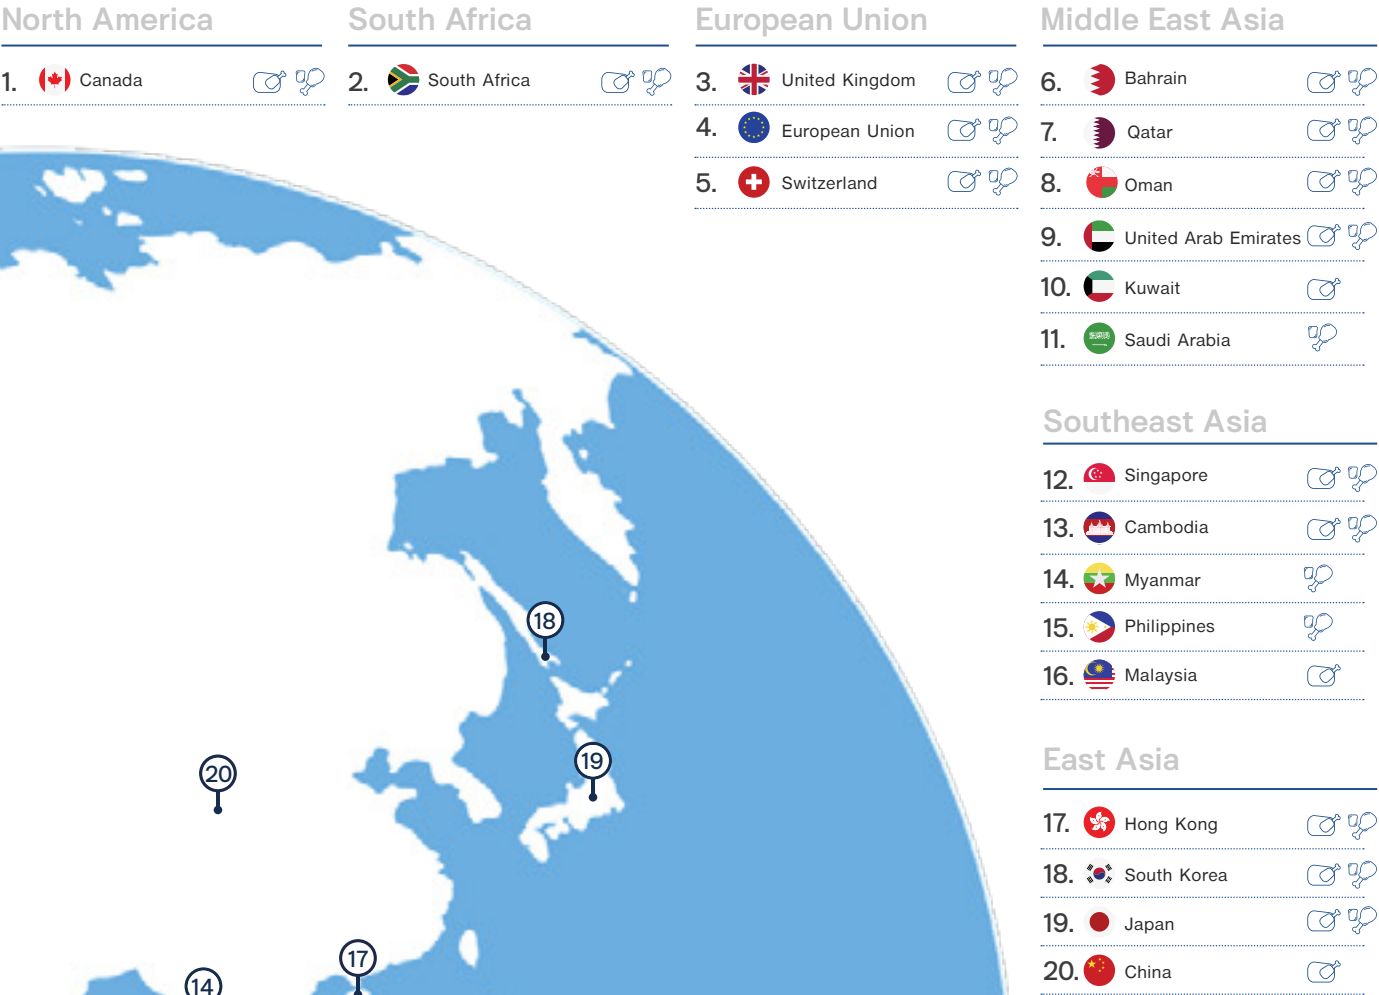 North America
1. Canada
South Africa
2. South Africa
European Union
3. United Kingdom
4. European Union
5. Switzerland
Middle East Asia
6. Bahrain
7. Qatar
8. Oman
9. United Arab Emirates
10. Kuwait
11. Saudi Arabia
Southeast Asia
12. Singapore
13. Cambodia
14. Myanmar
15. Philippines
16. Malaysia
East Asia
17. Hong Kong
18. South Korea
19. Japan
20. China
18
19
20
17
14